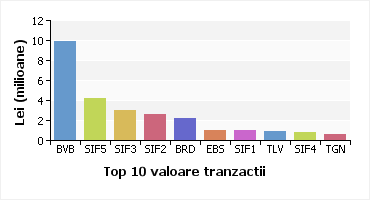 Lei (milioane)
12
10
8
6
4
2
0
BVB SIF5 SIF3 SIF2 BRD EBS SIF1 TLV SIF4 TGN
Top 10 valoare tranzactii